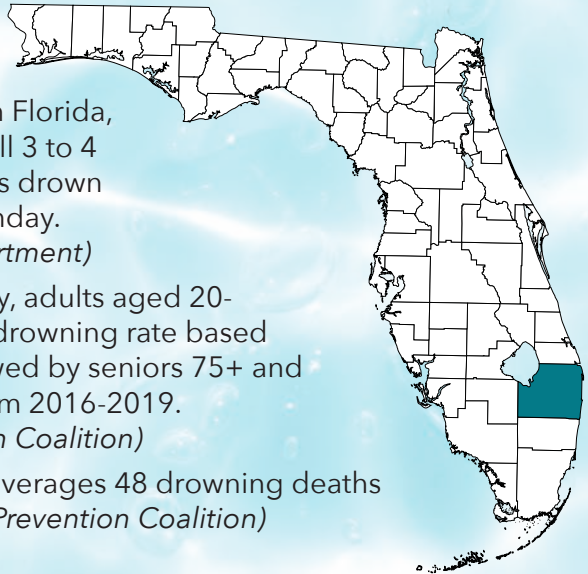 Florida,
ll 3 to 4
s drown
nday.
rtment)
y, adults aged 20-
drowning rate based
wed by seniors 75+ and
m 2016-2019.
n Coalition)
verages 48 drowning deaths
Prevention Coalition)